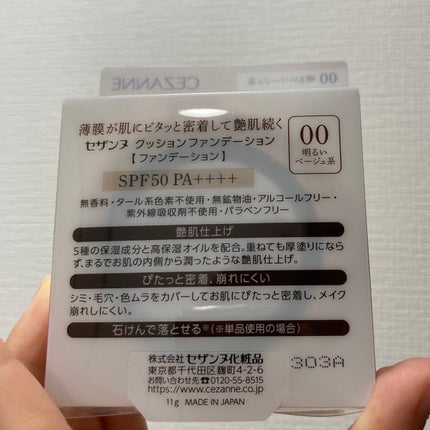 CEZANNE
00 明るいベージュ系
薄膜が肌にピタッと密着して艶肌続く
セザンヌ クッションファンデーション
【ファンデーション】
00
明るい
ベージュ系
SPF50 PA++++
無香料・タール系色素不使用・無鉱物油・アルコールフリー・
紫外線吸収剤不使用・パラベンフリー
艶肌仕上げ
5種の保湿成分と高保湿オイルを配合。重ねても厚塗りになら
ず、まるでお肌の内側から潤ったような艶肌仕上げ。
ぴたっと密着、崩れにくい
シミ・毛穴・色ムラをカバーしてお肌にぴたっと密着し、メイク
崩れしにくい。
石けんで落とせる※(※単品使用の場合)
株式会社 セザンヌ化粧品
東京都千代田区麹町4-2-6
お問い合わせ先☎0120-55-8515
https://www.cezanne.co.jp
11g MADE IN JAPAN
303A